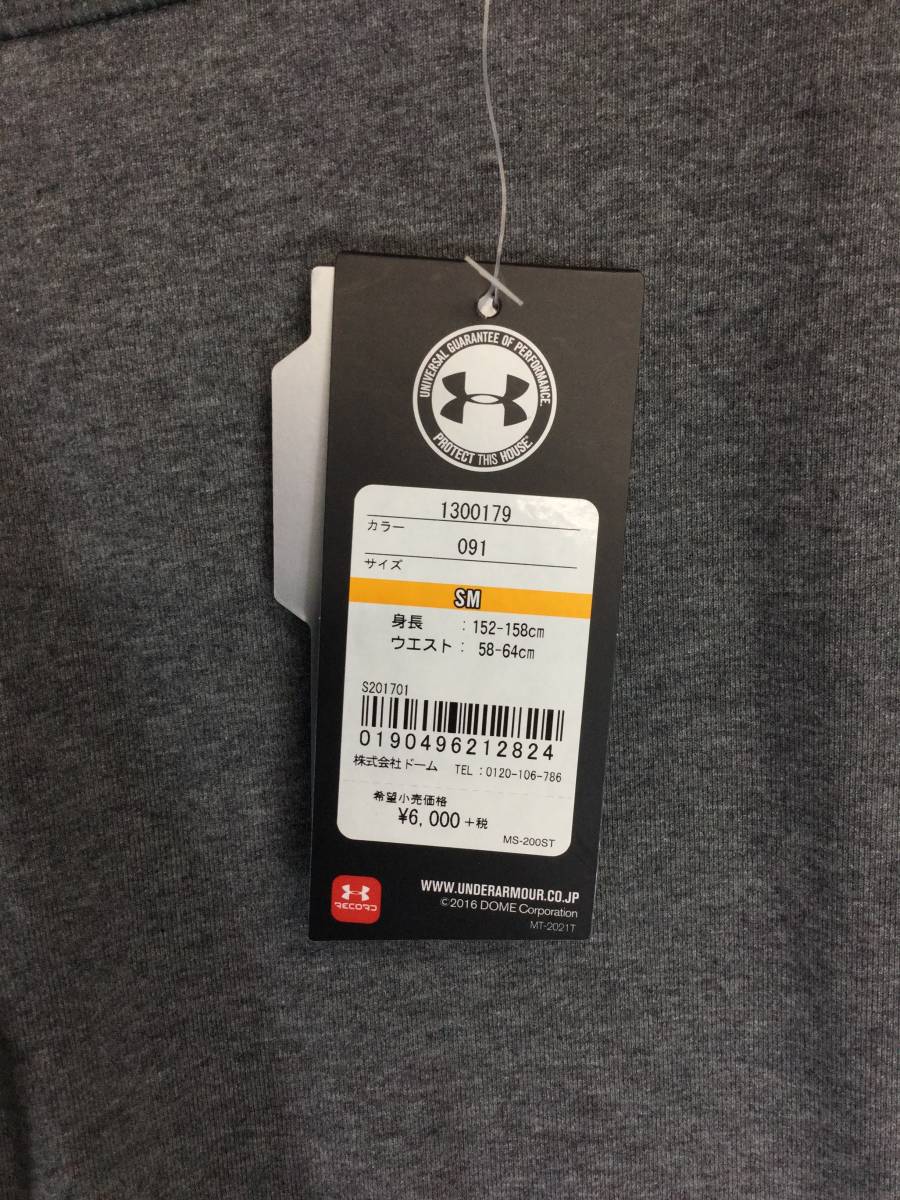 UNIVERSAL GUARANTEE OF PERFORMANCE.
PROTECT THIS HOUSE.
1300179
カラー
091
サイズ
SM
身長 : 152-158cm
ウエスト : 58-64cm
S201701
0190496212824
株式会社ドーム TEL : 0120-106-786
希望小売価格
¥6,000 +税
MS-200ST
RECORD
WWW.UNDERARMOUR.CO.JP
©2016 DOME Corporation
MT-2021T